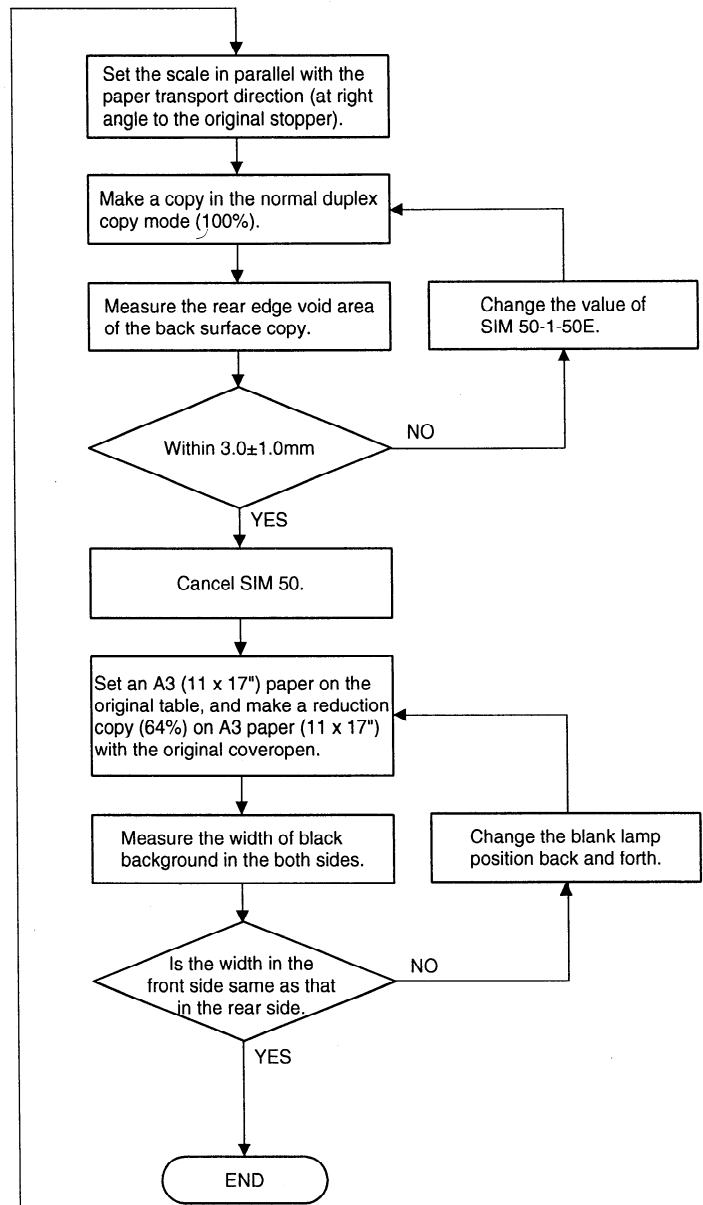 Set the scale in parallel with the
paper transport direction (at right
angle to the original stopper).
Make a copy in the normal duplex
copy mode (100%).
Measure the rear edge void area
of the back surface copy.
Change the value of
SIM 50-1-50E.
Within 3.0±1.0mm
NO
YES
Cancel SIM 50.
Set an A3 (11 x 17") paper on the
original table, and make a reduction
copy (64%) on A3 paper (11 x 17")
with the original coveropen.
Measure the width of black
background in the both sides.
Change the blank lamp
position back and forth.
Is the width in the
front side same as that
in the rear side.
NO
YES
END